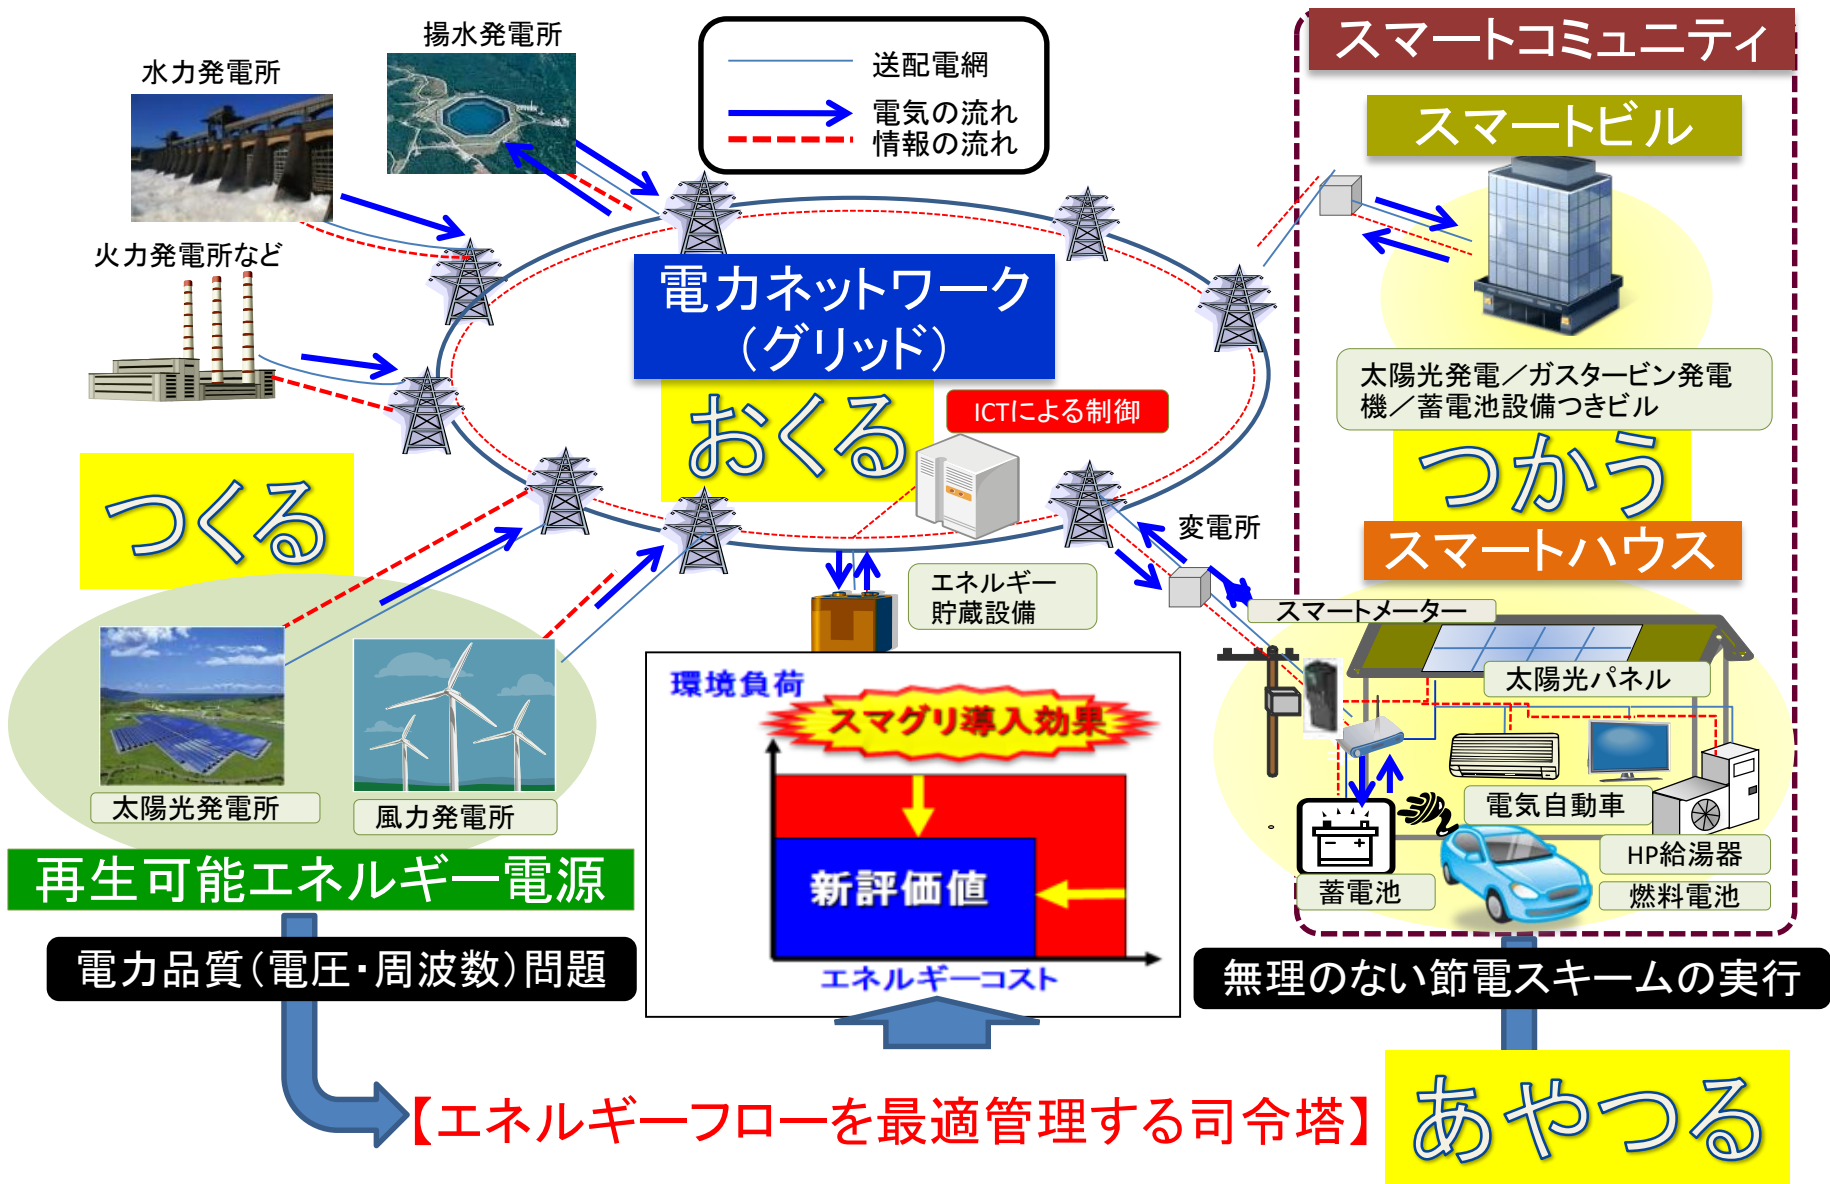 揚水発電所
水力発電所
送配電網
電気の流れ
情報の流れ
スマートコミュニティ
スマートビル
火力発電所など
電力ネットワーク
（グリッド）
おくる
ICTによる制御
太陽光発電／ガスタービン発電
機／蓄電池設備つきビル
つかう
つくる
変電所
スマートハウス
エネルギー
貯蔵設備
スマートメーター
太陽光パネル
環境負荷
スマグリ導入効果
新評価値
エネルギーコスト
太陽光発電所
風力発電所
電気自動車
HP給湯器
蓄電池
燃料電池
再生可能エネルギー電源
電力品質（電圧・周波数）問題
無理のない節電スキームの実行
【エネルギーフローを最適管理する司令塔】
あやつる